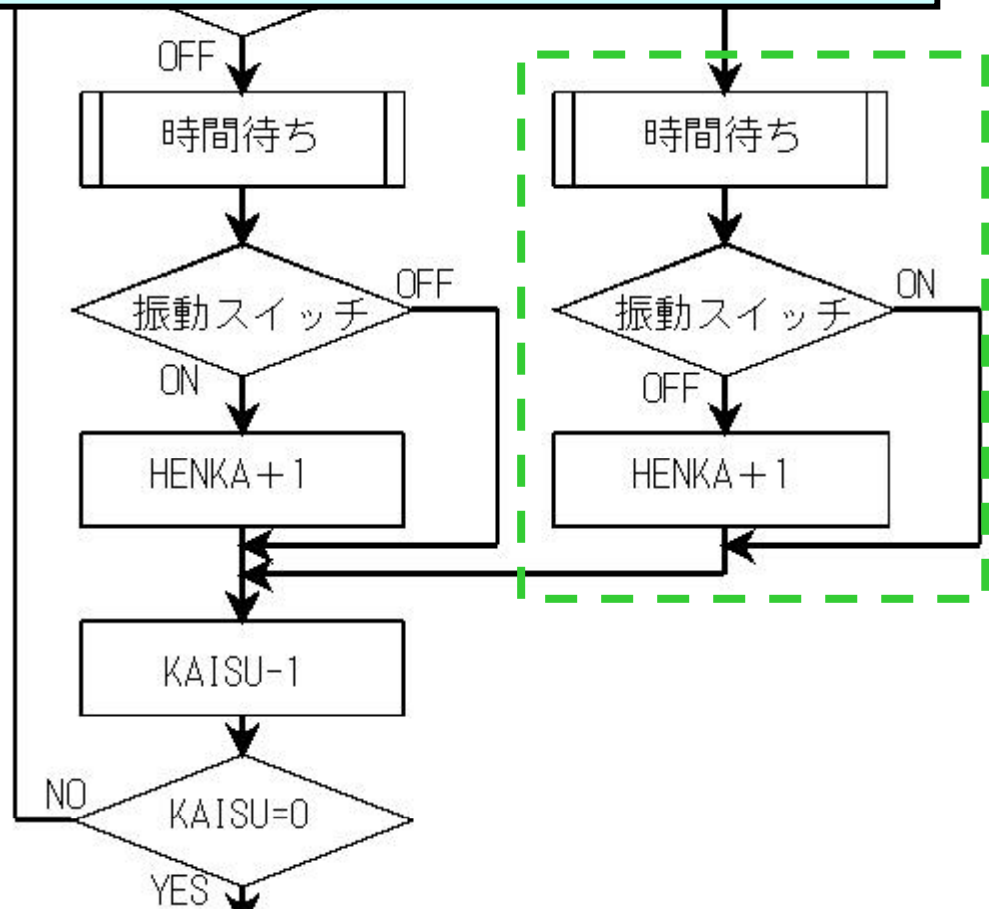 OFF
時間待ち
時間待ち
振動スイッチ
OFF
振動スイッチ
ON
ON
OFF
HENKA+1
HENKA+1
KAISU-1
KAISU=0
NO
YES